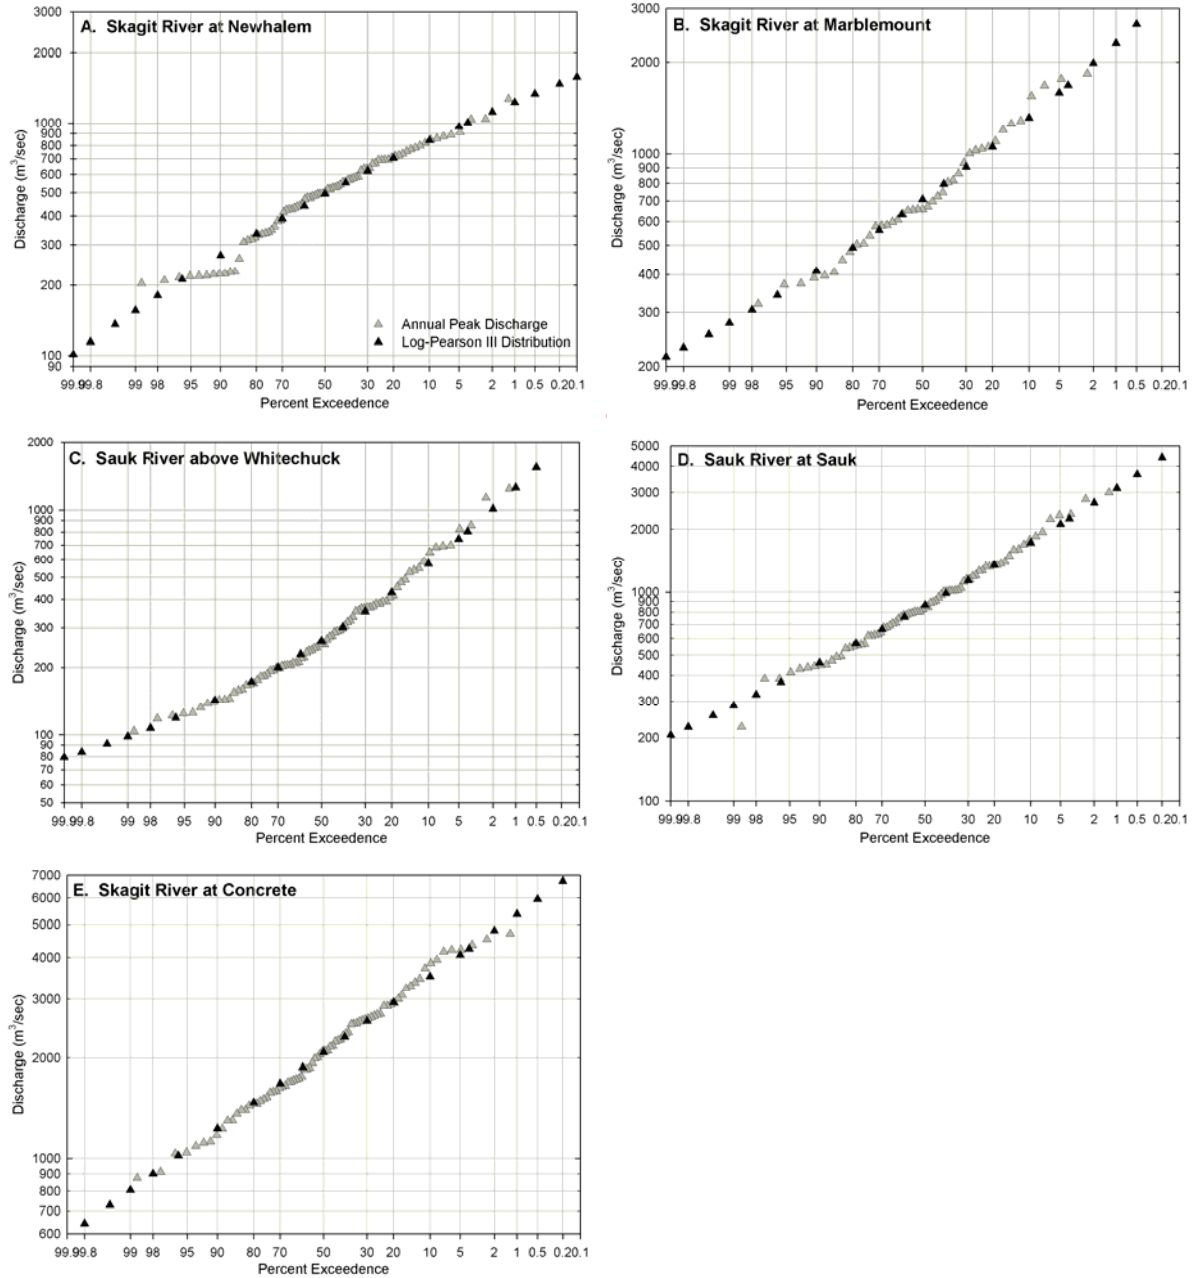 A. Skagit River at Newhalem
3000
2000
1000
900
800
700
600
500
400
300
200
100
90
Discharge (m³/sec)
Annual Peak Discharge
Log-Pearson III Distribution
99.999.8 99 98 95 90 80 70 50 30 20 10 5 2 1 0.5 0.20.1
Percent Exceedence
B. Skagit River at Marblemount
3000
2000
1000
900
800
700
600
500
400
300
200
Discharge (m³/sec)
99.999.8 99 98 95 90 80 70 50 30 20 10 5 2 1 0.5 0.20.1
Percent Exceedence
C. Sauk River above Whitechuck
2000
1000
900
800
700
600
500
400
300
200
100
90
80
70
60
50
Discharge (m³/sec)
99.999.8 99 98 95 90 80 70 50 30 20 10 5 2 1 0.5 0.20.1
Percent Exceedence
D. Sauk River at Sauk
5000
4000
3000
2000
1000
900
800
700
600
500
400
300
200
100
Discharge (m³/sec)
99.999.8 99 98 95 90 80 70 50 30 20 10 5 2 1 0.5 0.20.1
Percent Exceedence
E. Skagit River at Concrete
7000
6000
5000
4000
3000
2000
1000
900
800
700
600
Discharge (m³/sec)
99.999.8 99 98 95 90 80 70 50 30 20 10 5 2 1 0.5 0.20.1
Percent Exceedence